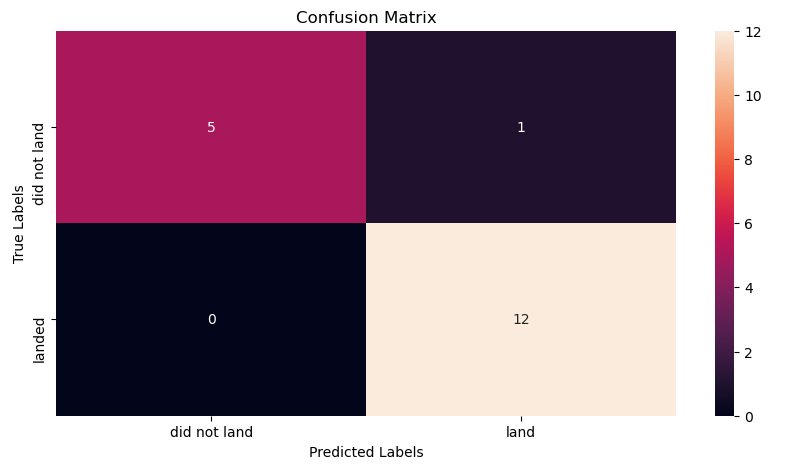 Confusion Matrix
True Labels
did not land
landed
5
1
0
12
did not land
land
Predicted Labels
12
10
8
6
4
2
0